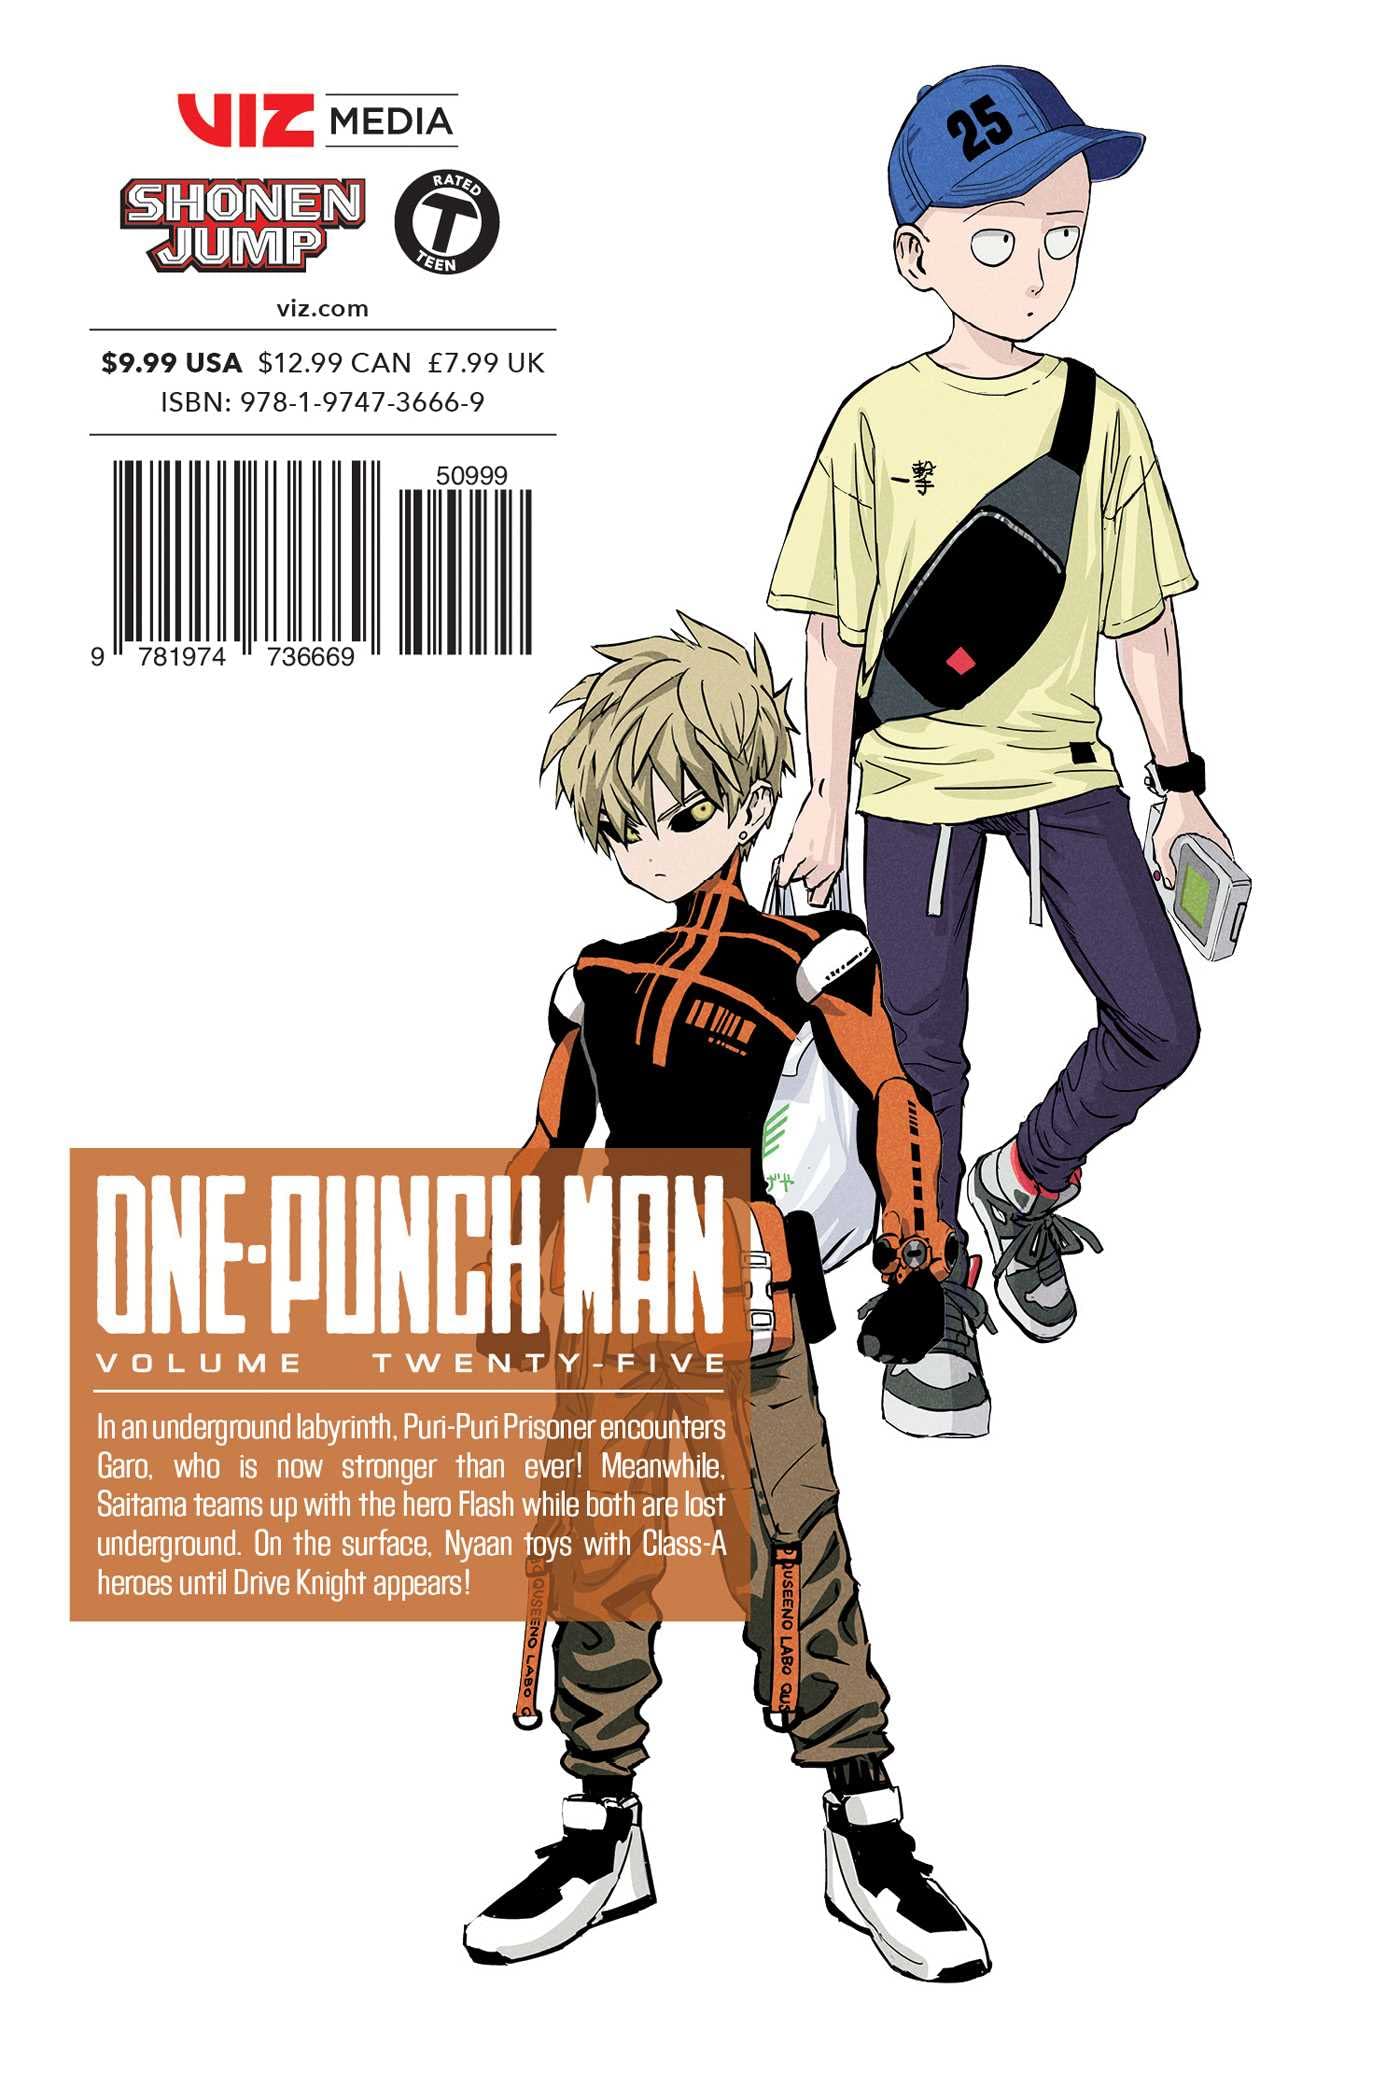 VIZ MEDIA
SHONEN
JUMP
RATED
T
TEEN
viz.com
$9.99 USA $12.99 CAN £7.99 UK
ISBN: 978-1-9747-3666-9
50999
9 781974 736669
25
一撃
ONE-PUNCH MAN
VOLUME TWENTY-FIVE
In an underground labyrinth, Puri-Puri Prisoner encounters
Garo, who is now stronger than ever! Meanwhile,
Saitama teams up with the hero Flash while both are lost
underground. On the surface, Nyaan toys with Class-A
heroes until Drive Knight appears!
QUSEENO LABO
QUSEENO LABO QUS